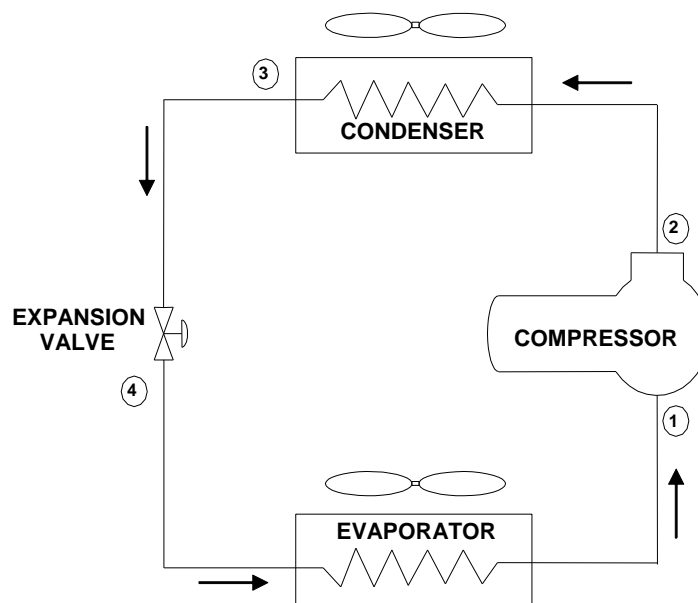 3
CONDENSER
2
EXPANSION
VALVE
COMPRESSOR
4
1
EVAPORATOR